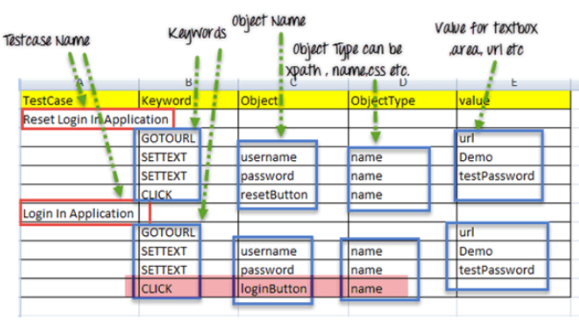 Object Name
Testcase Name
Keywords
Object Type can be
xpath , name,css etc.
Value for textbox
,area, url etc
A B C D E
TestCase Keyword Object ObjectType value
Reset Login In Application
GOTOURL url
SETTEXT username name Demo
SETTEXT password name testPassword
CLICK resetButton name
Login In Application
GOTOURL url
SETTEXT username name Demo
SETTEXT password name testPassword
CLICK loginButton name